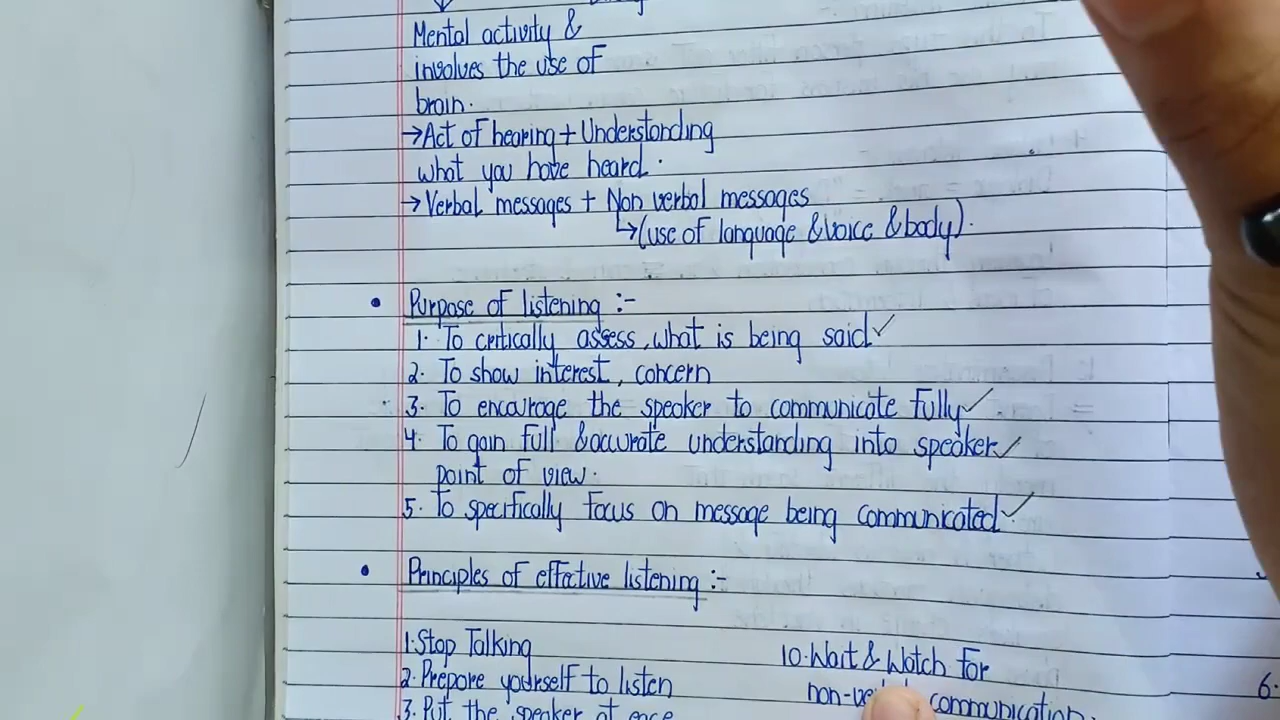 Mental activity &
involves the use of
brain.
→Act of hearing + Understanding
what you have heard.
→Verbal messages + Non verbal messages
↳(use of language & voice & body).
• Purpose of listening :-
1. To critically assess, what is being said ✓
2. To show interest, concern
3. To encourage the speaker to communicate fully ✓
4. To gain full & accurate understanding into speaker ✓
point of view.
5. To specifically focus on message being communicated ✓
• Principles of effective listening :-
1. Stop Talking
2. Prepare yourself to listen
3. Put the speaker at
10. Wait & Watch for
communication.
6.